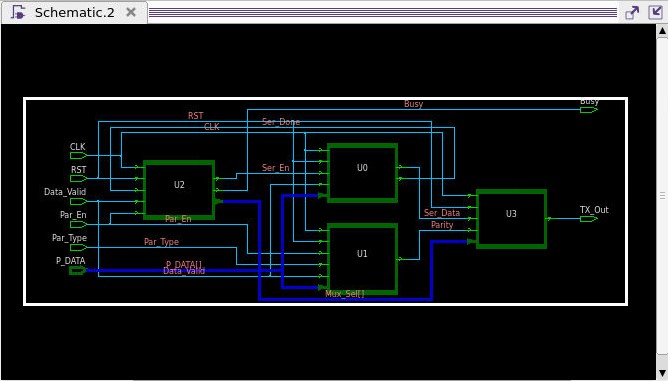 Schematic.2
Busy
Busy
RST
Ser_Done
CLK
CLK
RST
Ser_En
U0
U2
Data_Valid
Par_En
Par_En
Ser_Data
U3
TX_Out
Parity
Par_Type
Par_Type
U1
P_DATA
P_DATA[]
Data_Valid
Mux_Sel[]